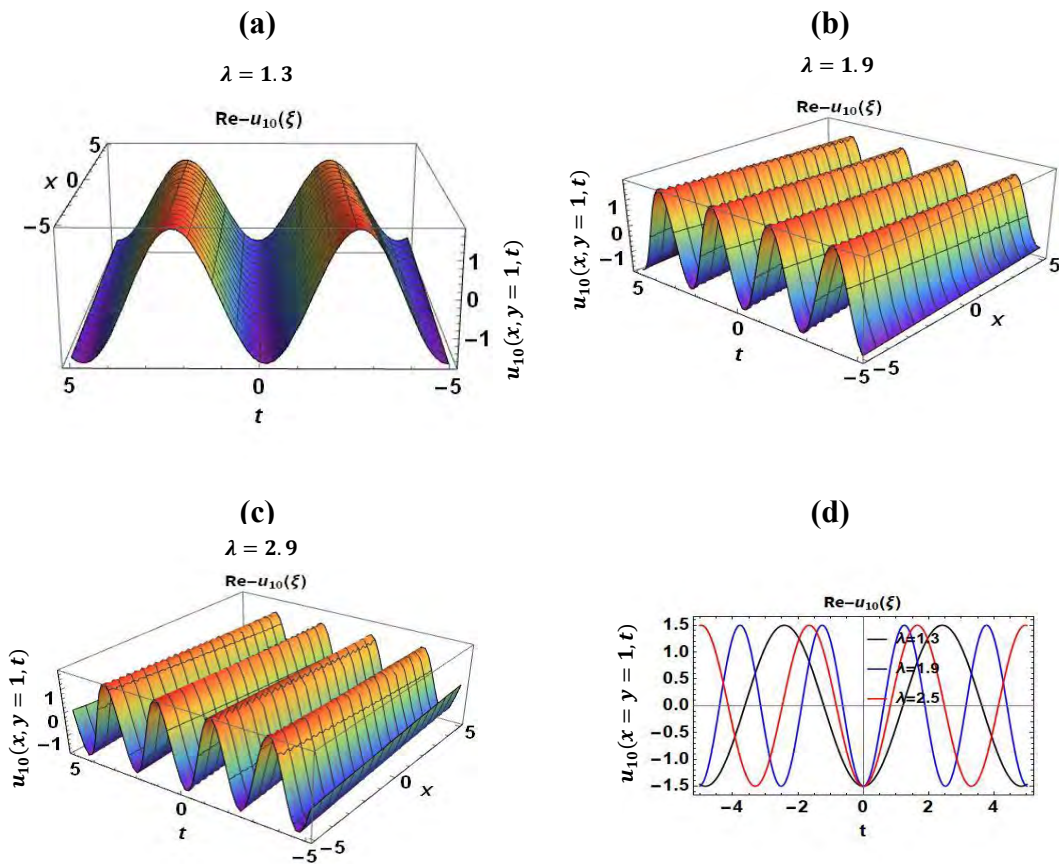 (a)
λ = 1.3
Re-u₁₀(ξ)
5
x 0
-5
1
0
-1
u₁₀(x, y = 1, t)
5
0
-5
t
(b)
λ = 1.9
Re-u₁₀(ξ)
u₁₀(x, y = 1, t)
1
0
-1
5
0
t
-5
-5
0
x
5
(c)
λ = 2.9
Re-u₁₀(ξ)
u₁₀(x, y = 1, t)
1
0
-1
5
0
t
-5
-5
0
x
5
(d)
Re-u₁₀(ξ)
u₁₀(x = y = 1, t)
1.5
1.0
0.5
0.0
-0.5
-1.0
-1.5
λ=1.3
λ=1.9
λ=2.5
-4 -2 0 2 4
t